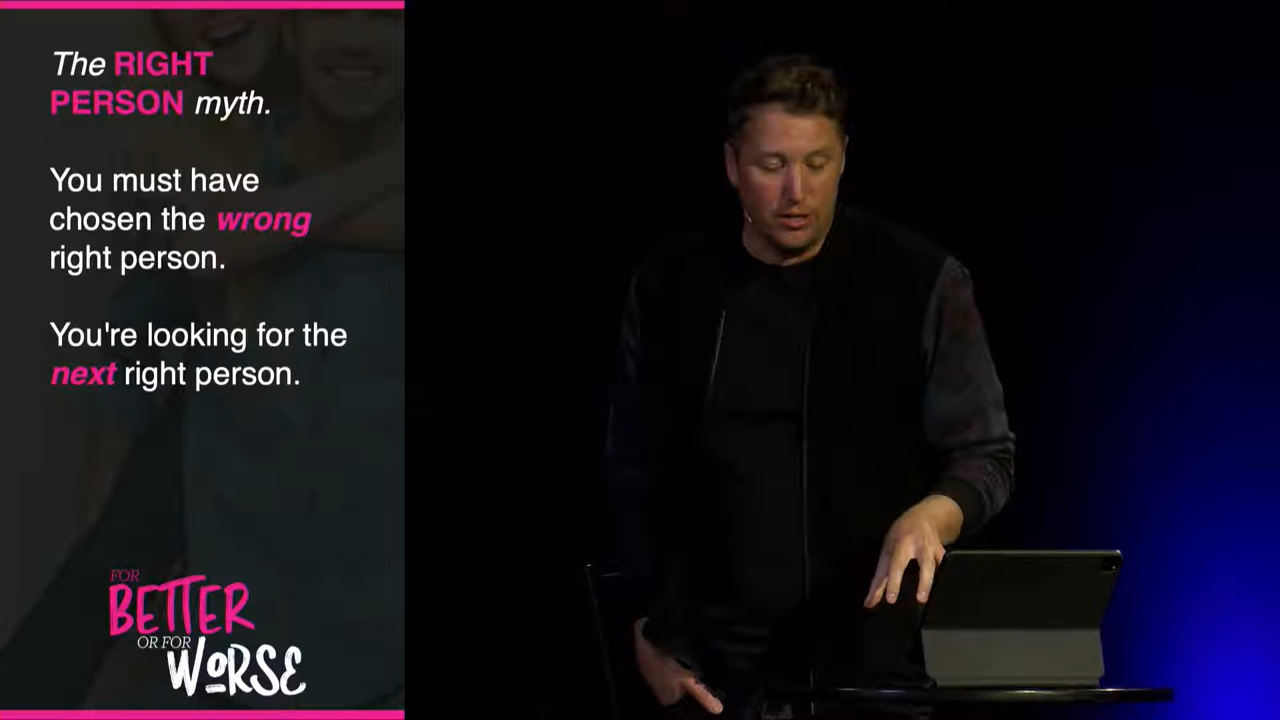 The RIGHT
PERSON myth.
You must have
chosen the wrong
right person.
You're looking for the
next right person.
FOR
BETTER
OR FOR
WORSE